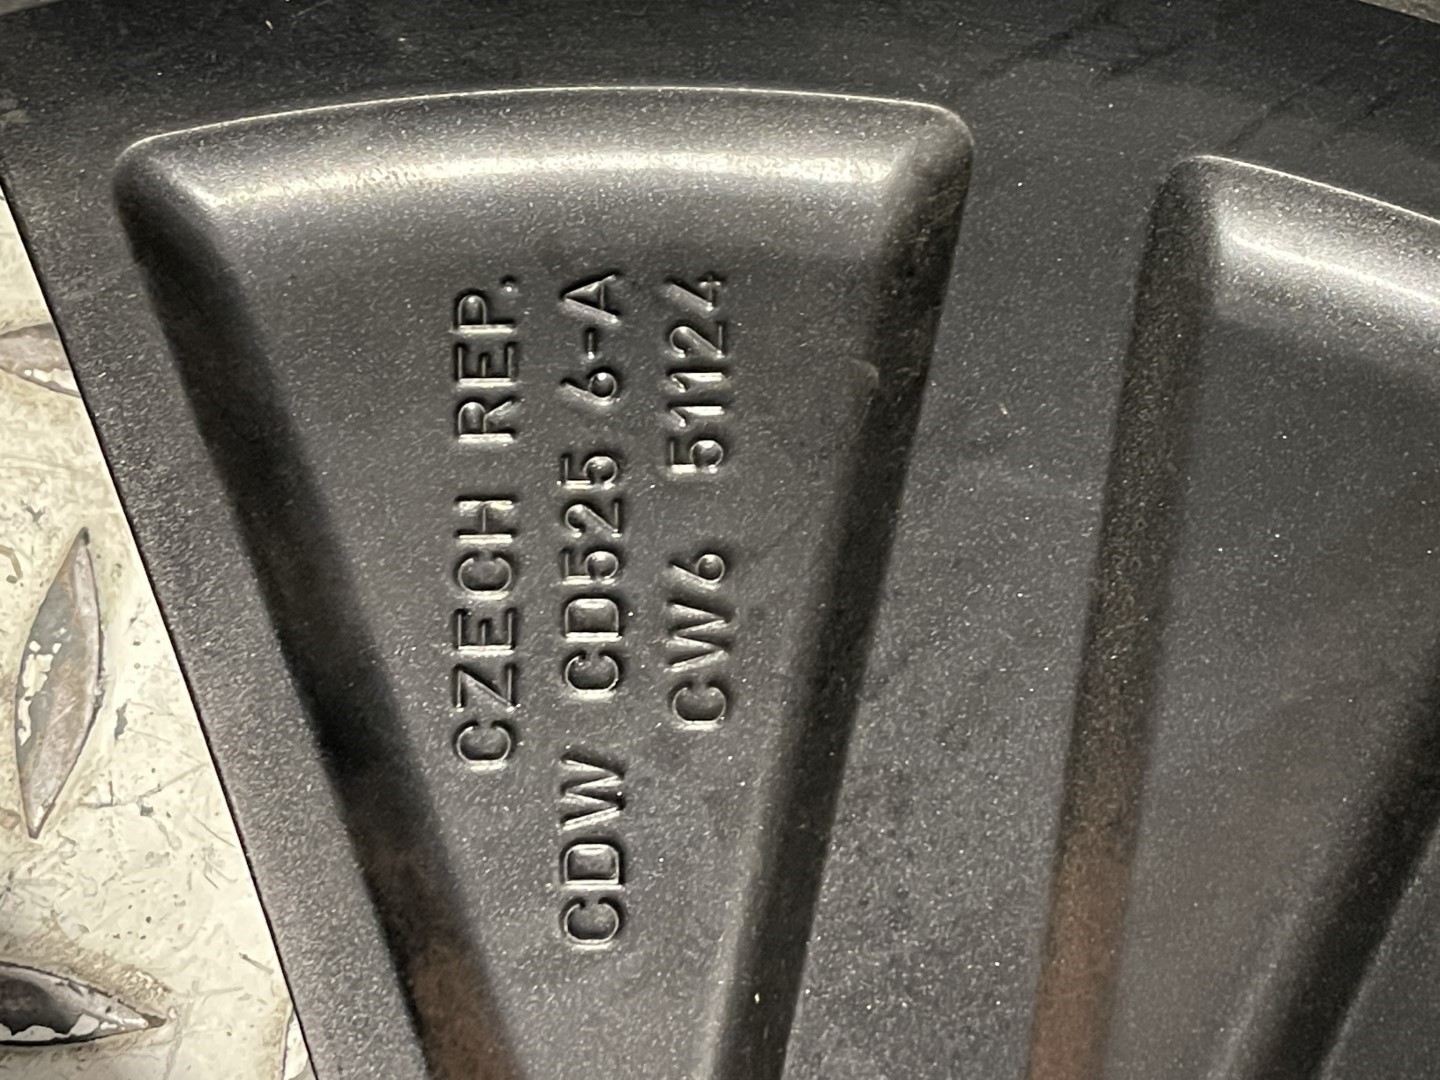 CZECH REP.
CDW CD525 6-A
CW6 51124